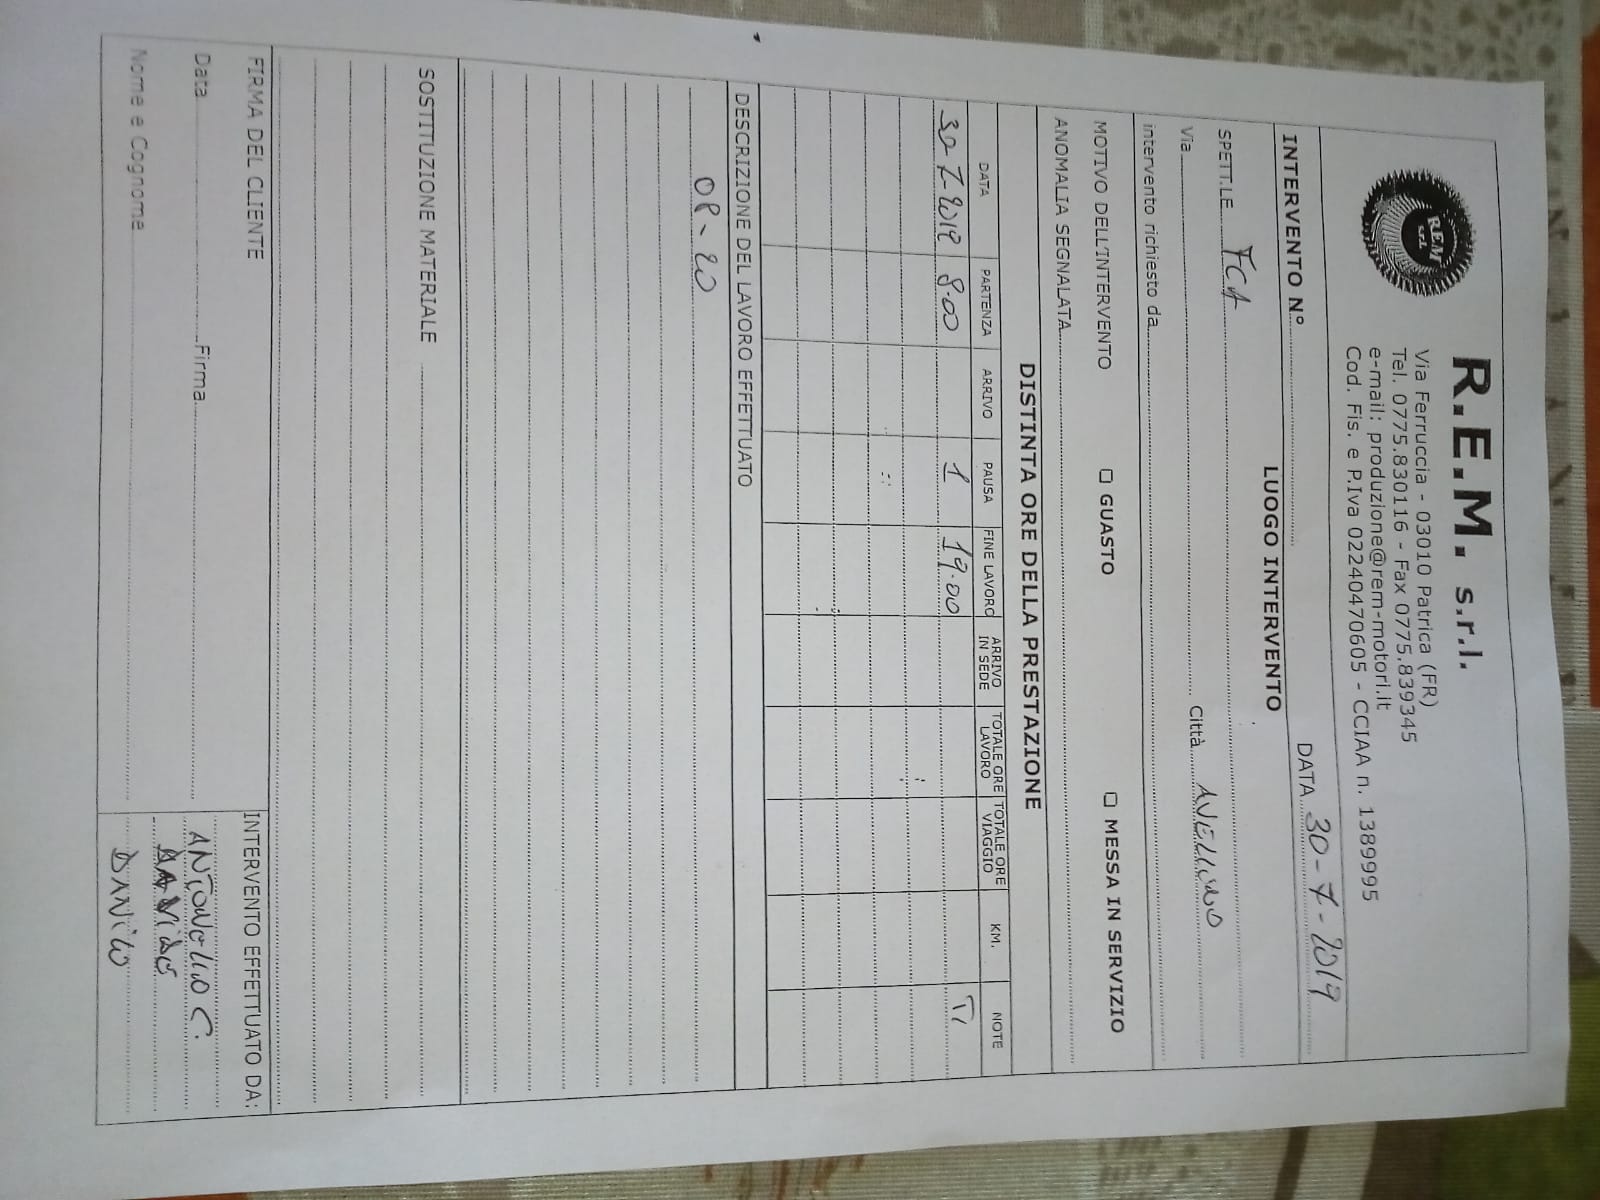 REM
s.r.l.
R.E.M. s.r.l.
Via Ferruccia - 03010 Patrica (FR)
Tel. 0775.830116 - Fax 0775.839345
e-mail: produzione@rem-motori.it
Cod. Fis. e P.Iva 02240470605 - CCIAA n. 1389995
INTERVENTO N° DATA 30-7-2019
LUOGO INTERVENTO
SPETT.LE FCA
Via Città AVELLINO
intervento richiesto da
MOTIVO DELL'INTERVENTO □ GUASTO □ MESSA IN SERVIZIO
ANOMALIA SEGNALATA
DISTINTA ORE DELLA PRESTAZIONE
DATA PARTENZA ARRIVO PAUSA FINE LAVORO ARRIVO IN SEDE TOTALE ORE LAVORO TOTALE ORE VIAGGIO KM. NOTE
30-7-2019 8.00 1 19.00
DESCRIZIONE DEL LAVORO EFFETTUATO
OP-20
SOSTITUZIONE MATERIALE
FIRMA DEL CLIENTE INTERVENTO EFFETTUATO DA:
Data Firma ANTONELLO C.
Nome e Cognome DANILO